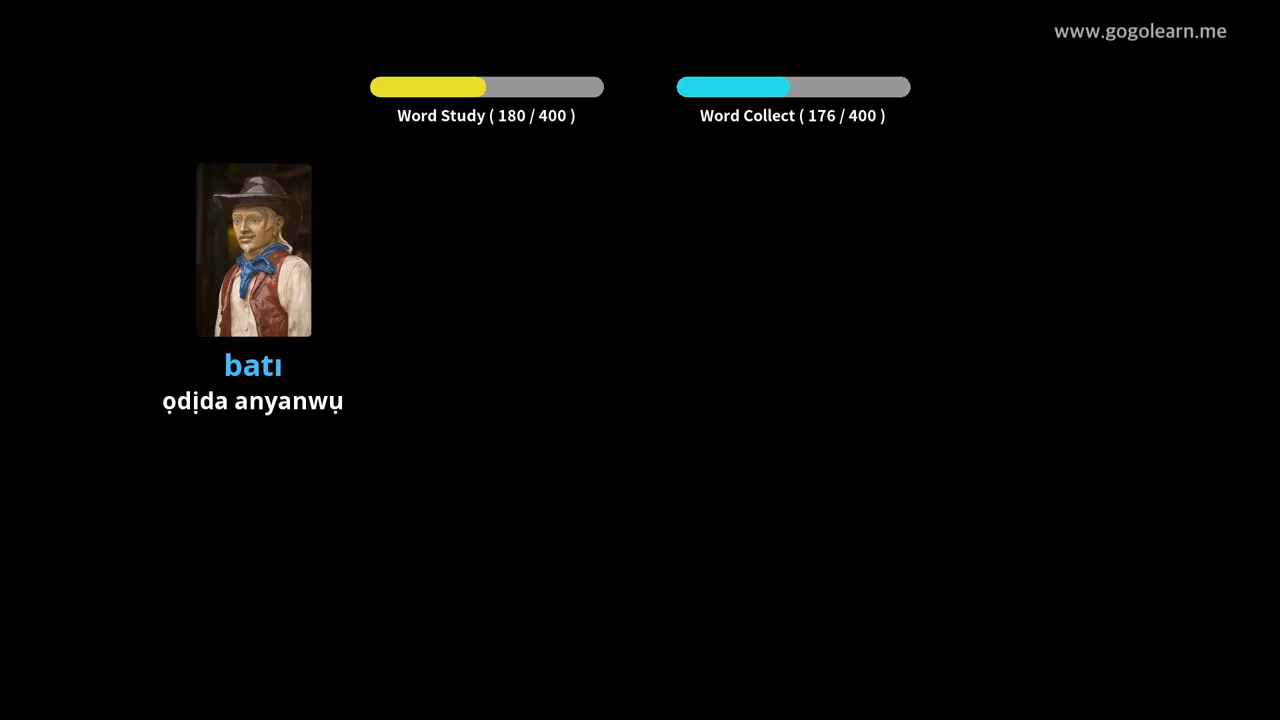 www.gogolearn.me
Word Study ( 180 / 400 )
Word Collect ( 176 / 400 )
batı
ọdịda anyanwụ